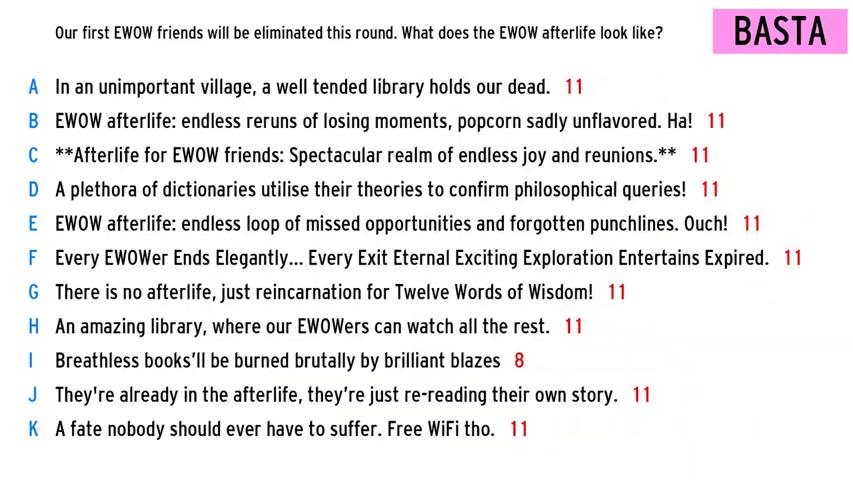 Our first EWOW friends will be eliminated this round. What does the EWOW afterlife look like?
BASTA
A In an unimportant village, a well tended library holds our dead. 11
B EWOW afterlife: endless reruns of losing moments, popcorn sadly unflavored. Ha! 11
C **Afterlife for EWOW friends: Spectacular realm of endless joy and reunions.** 11
D A plethora of dictionaries utilise their theories to confirm philosophical queries! 11
E EWOW afterlife: endless loop of missed opportunities and forgotten punchlines. Ouch! 11
F Every EWOWer Ends Elegantly... Every Exit Eternal Exciting Exploration Entertains Expired. 11
G There is no afterlife, just reincarnation for Twelve Words of Wisdom! 11
H An amazing library, where our EWOWers can watch all the rest. 11
I Breathless books'll be burned brutally by brilliant blazes 8
J They're already in the afterlife, they're just re-reading their own story. 11
K A fate nobody should ever have to suffer. Free WiFi tho. 11